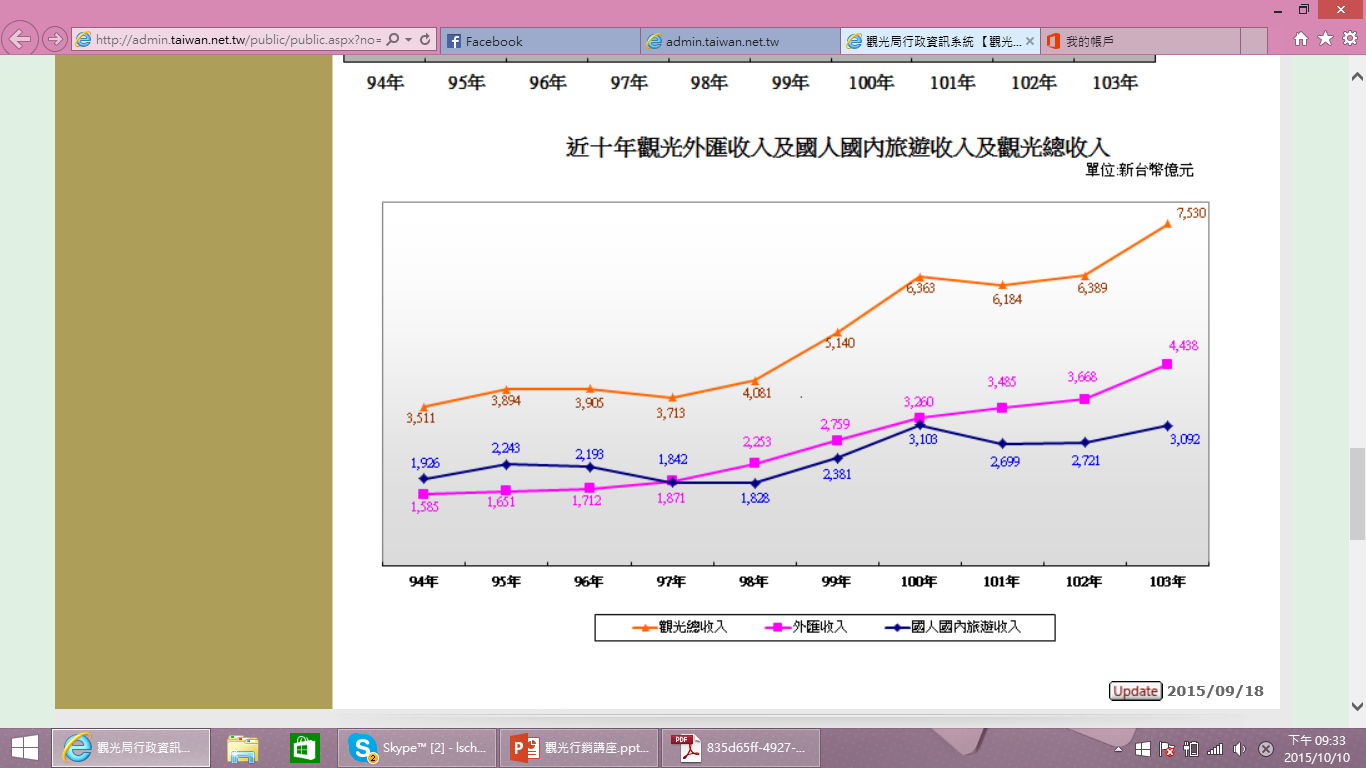 http://admin.taiwan.net.tw/public/public.aspx?no=
Facebook
admin.taiwan.net.tw
觀光局行政資訊系統 【觀光...
我的帳戶
94年 95年 96年 97年 98年 99年 100年 101年 102年 103年
近十年觀光外匯收入及國人國內旅遊收入及觀光總收入
單位:新台幣億元
7,530
6,363
6,184
6,389
5,140
4,438
4,081
3,511
3,894
3,905
3,713
3,485
3,668
3,260
2,759
2,253
3,103
3,092
2,699
2,721
2,381
1,926
2,243
2,193
1,842
1,828
1,585
1,651
1,712
1,871
94年 95年 96年 97年 98年 99年 100年 101年 102年 103年
觀光總收入 外匯收入 國人國內旅遊收入
Update 2015/09/18
觀光局行政資訊...
Skype™ [2] - lsch...
2
觀光行銷講座.ppt...
PDF
835d65ff-4927-...
下午 09:33
2015/10/10